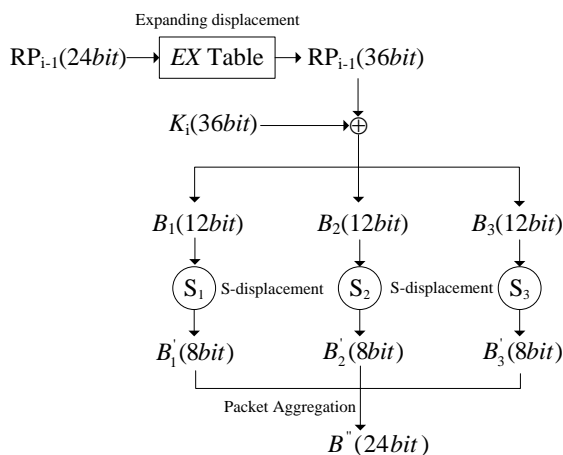 Expanding displacement
RPi-1(24bit) EX Table RPi-1(36bit)
Ki(36bit) ⊕
B1(12bit) B2(12bit) B3(12bit)
S1 S-displacement S2 S-displacement S3
B'1(8bit) B'2(8bit) B'3(8bit)
Packet Aggregation
B"(24bit)